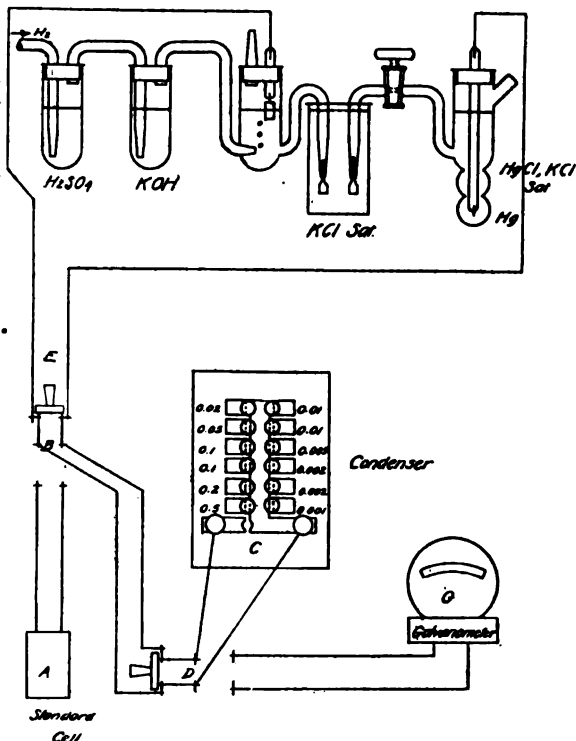 H₂
H₂SO₄
KOH
KCl Sat.
HgCl, KCl
Sat
Hg
E
B
0.02
0.01
0.05
0.01
0.1
0.005
0.1
0.002
0.2
0.002
0.5
0.001
C
Condenser
G
Galvanometer
D
A
Standard
Cell